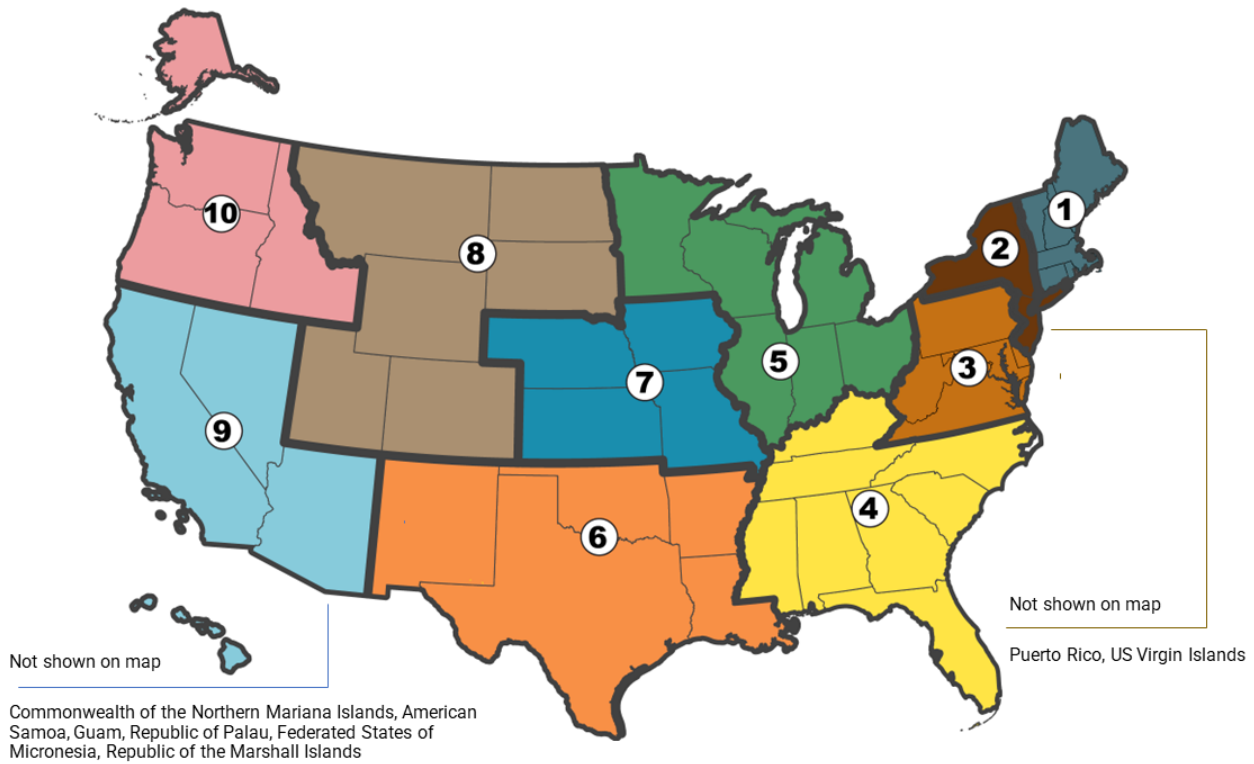 10
8
1
2
5
3
7
9
4
6
Not shown on map
Puerto Rico, US Virgin Islands
Not shown on map
Commonwealth of the Northern Mariana Islands, American
Samoa, Guam, Republic of Palau, Federated States of
Micronesia, Republic of the Marshall Islands